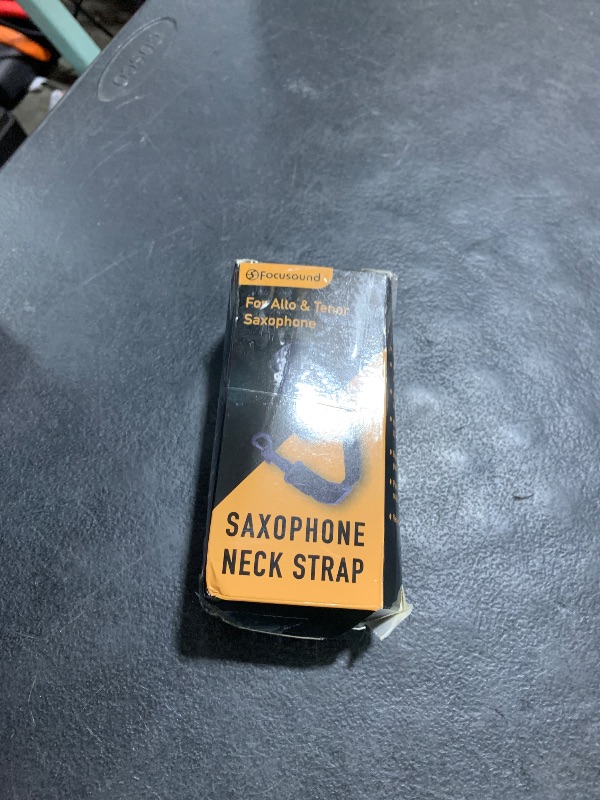 Focusound
For Alto & Tenor
Saxophone
SAXOPHONE
NECK STRAP